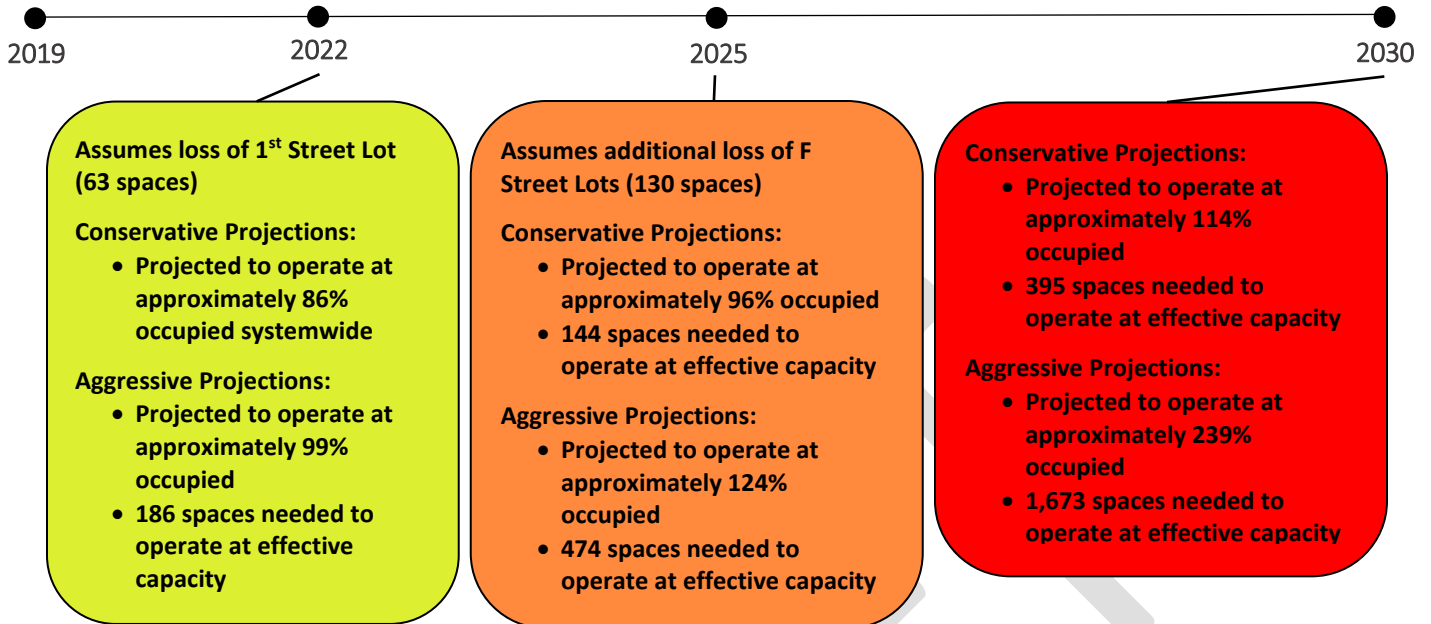 2019
2022
2025
2030
Assumes loss of 1st Street Lot
(63 spaces)
Conservative Projections:
• Projected to operate at
approximately 86%
occupied systemwide
Aggressive Projections:
• Projected to operate at
approximately 99%
occupied
• 186 spaces needed to
operate at effective
capacity
Assumes additional loss of F
Street Lots (130 spaces)
Conservative Projections:
• Projected to operate at
approximately 96% occupied
• 144 spaces needed to
operate at effective capacity
Aggressive Projections:
• Projected to operate at
approximately 124%
occupied
• 474 spaces needed to
operate at effective capacity
Conservative Projections:
• Projected to operate at
approximately 114%
occupied
• 395 spaces needed to
operate at effective capacity
Aggressive Projections:
• Projected to operate at
approximately 239%
occupied
• 1,673 spaces needed to
operate at effective capacity